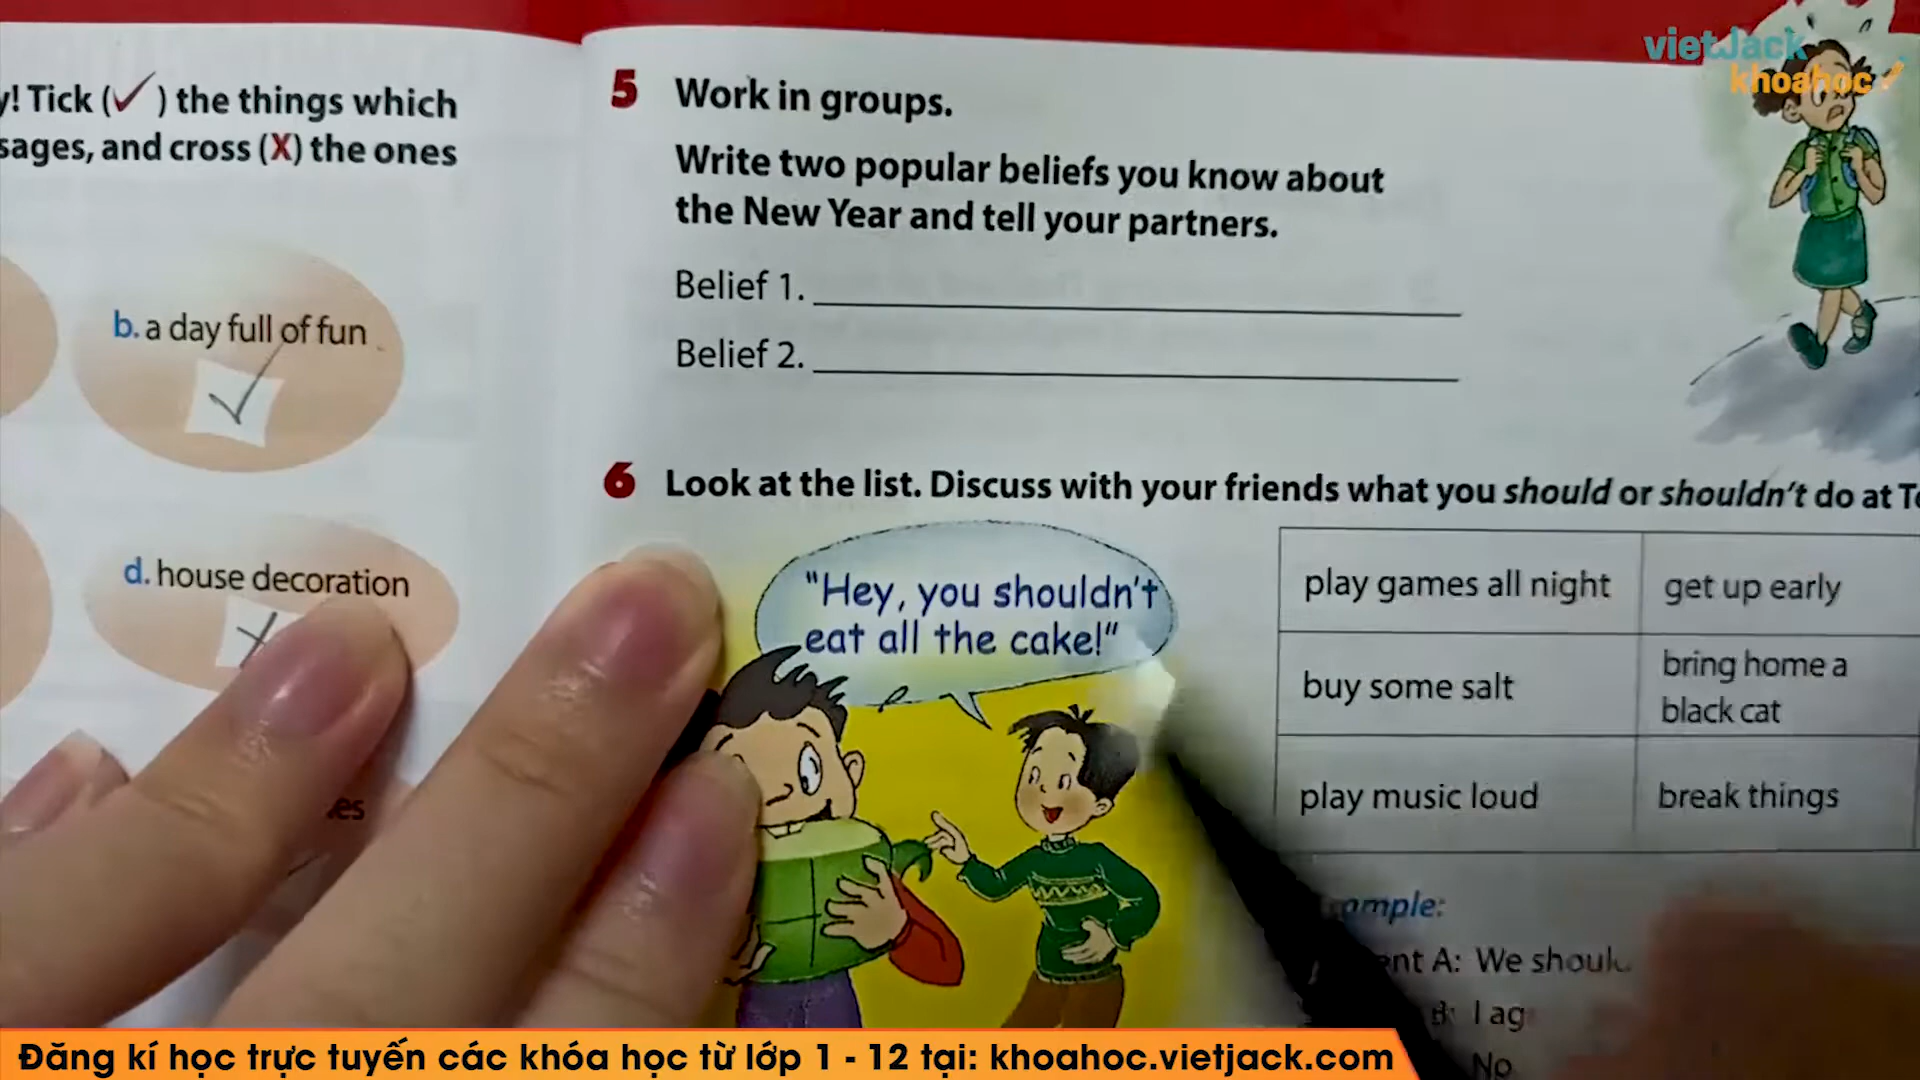 vietJack
khoahoc
Tick (✓) the things which
and cross (X) the ones
b. a day full of fun
d. house decoration
5 Work in groups.
Write two popular beliefs you know about
the New Year and tell your partners.
Belief 1.
Belief 2.
6 Look at the list. Discuss with your friends what you should or shouldn't do at
"Hey, you shouldn't
eat all the cake!"
play games all night
get up early
buy some salt
bring home a
black cat
play music loud
break things
A: We
I
No
Đăng kí học trực tuyến các khóa học từ lớp 1 - 12 tại: khoahoc.vietjack.com